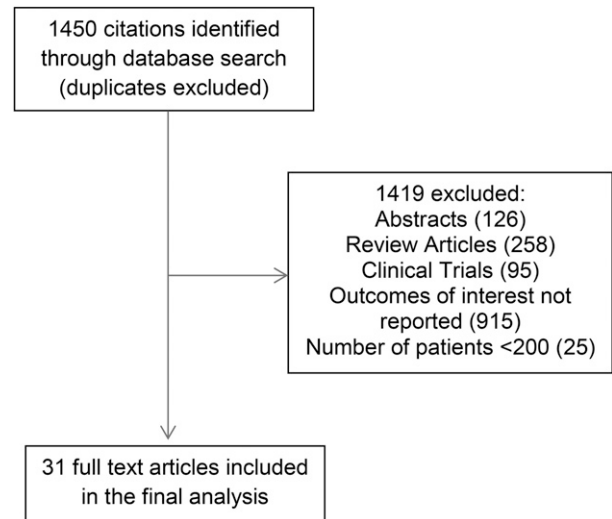 1450 citations identified
through database search
(duplicates excluded)
1419 excluded:
Abstracts (126)
Review Articles (258)
Clinical Trials (95)
Outcomes of interest not
reported (915)
Number of patients <200 (25)
31 full text articles included
in the final analysis